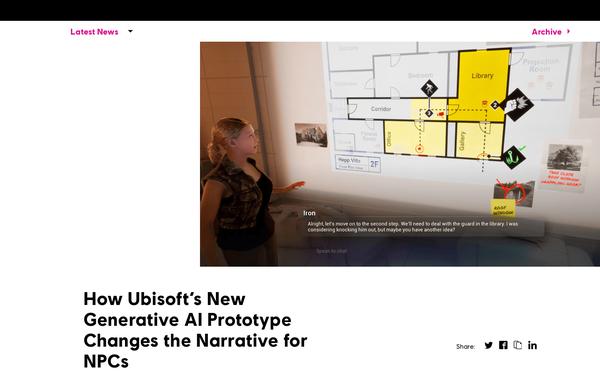 Latest News
Archive
Library
Projection
Room
Bedroom
Corridor
Office
Gallery
Hepp Villa
2F
ROOF
WINDOW
Iron
Alright, let's move on to the second step. We'll need to deal with the guard in the library. I was
considering knocking him out, but maybe you have another idea?
Speak to chat
How Ubisoft's New
Generative AI Prototype
Changes the Narrative for
NPCs
Share: